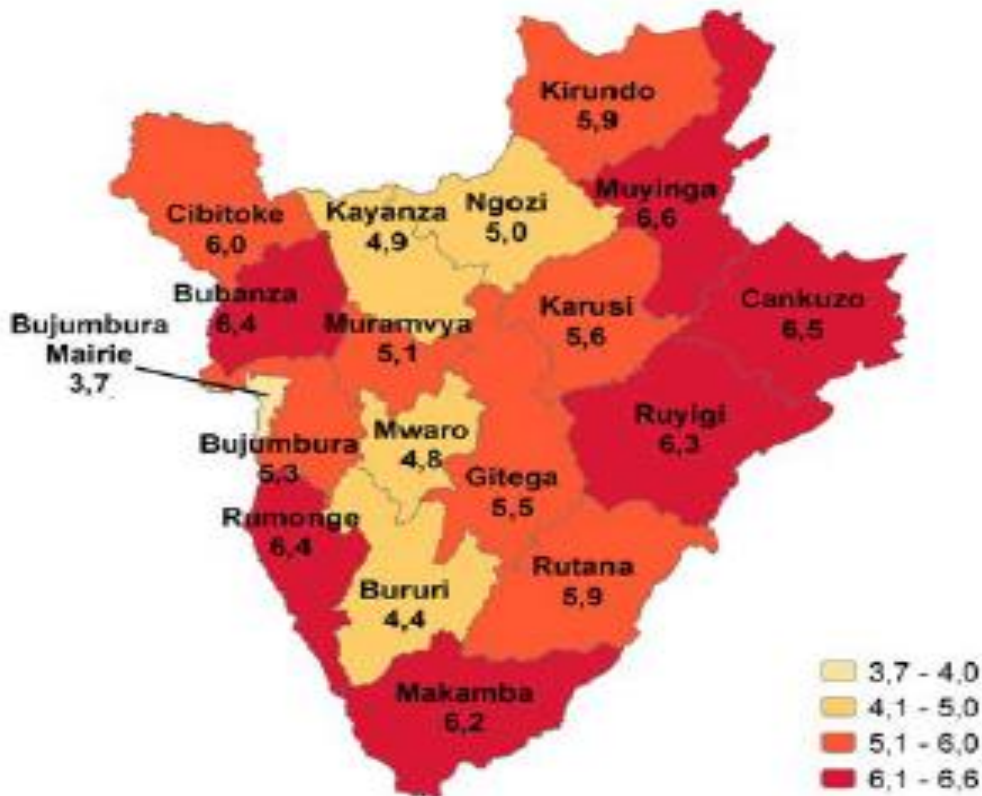 Kirundo
5,9
Muyinga
6,6
Ngozi
5,0
Kayanza
4,9
Cibitoke
6,0
Bubanza
6,4
Cankuzo
6,5
Karusi
5,6
Bujumbura
Mairie
3,7
Muramvya
5,1
Ruyigi
6,3
Mwaro
4,8
Bujumbura
5,3
Gitega
5,5
Rumonge
6,4
Rutana
5,9
Bururi
4,4
Makamba
6,2
3,7 - 4,0
4,1 - 5,0
5,1 - 6,0
6,1 - 6,6